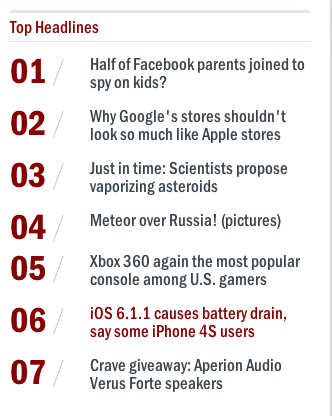 Top Headlines
01 / Half of Facebook parents joined to
spy on kids?
02 / Why Google's stores shouldn't
look so much like Apple stores
03 / Just in time: Scientists propose
vaporizing asteroids
04 / Meteor over Russia! (pictures)
05 / Xbox 360 again the most popular
console among U.S. gamers
06 / iOS 6.1.1 causes battery drain,
say some iPhone 4S users
07 / Crave giveaway: Aperion Audio
Verus Forte speakers